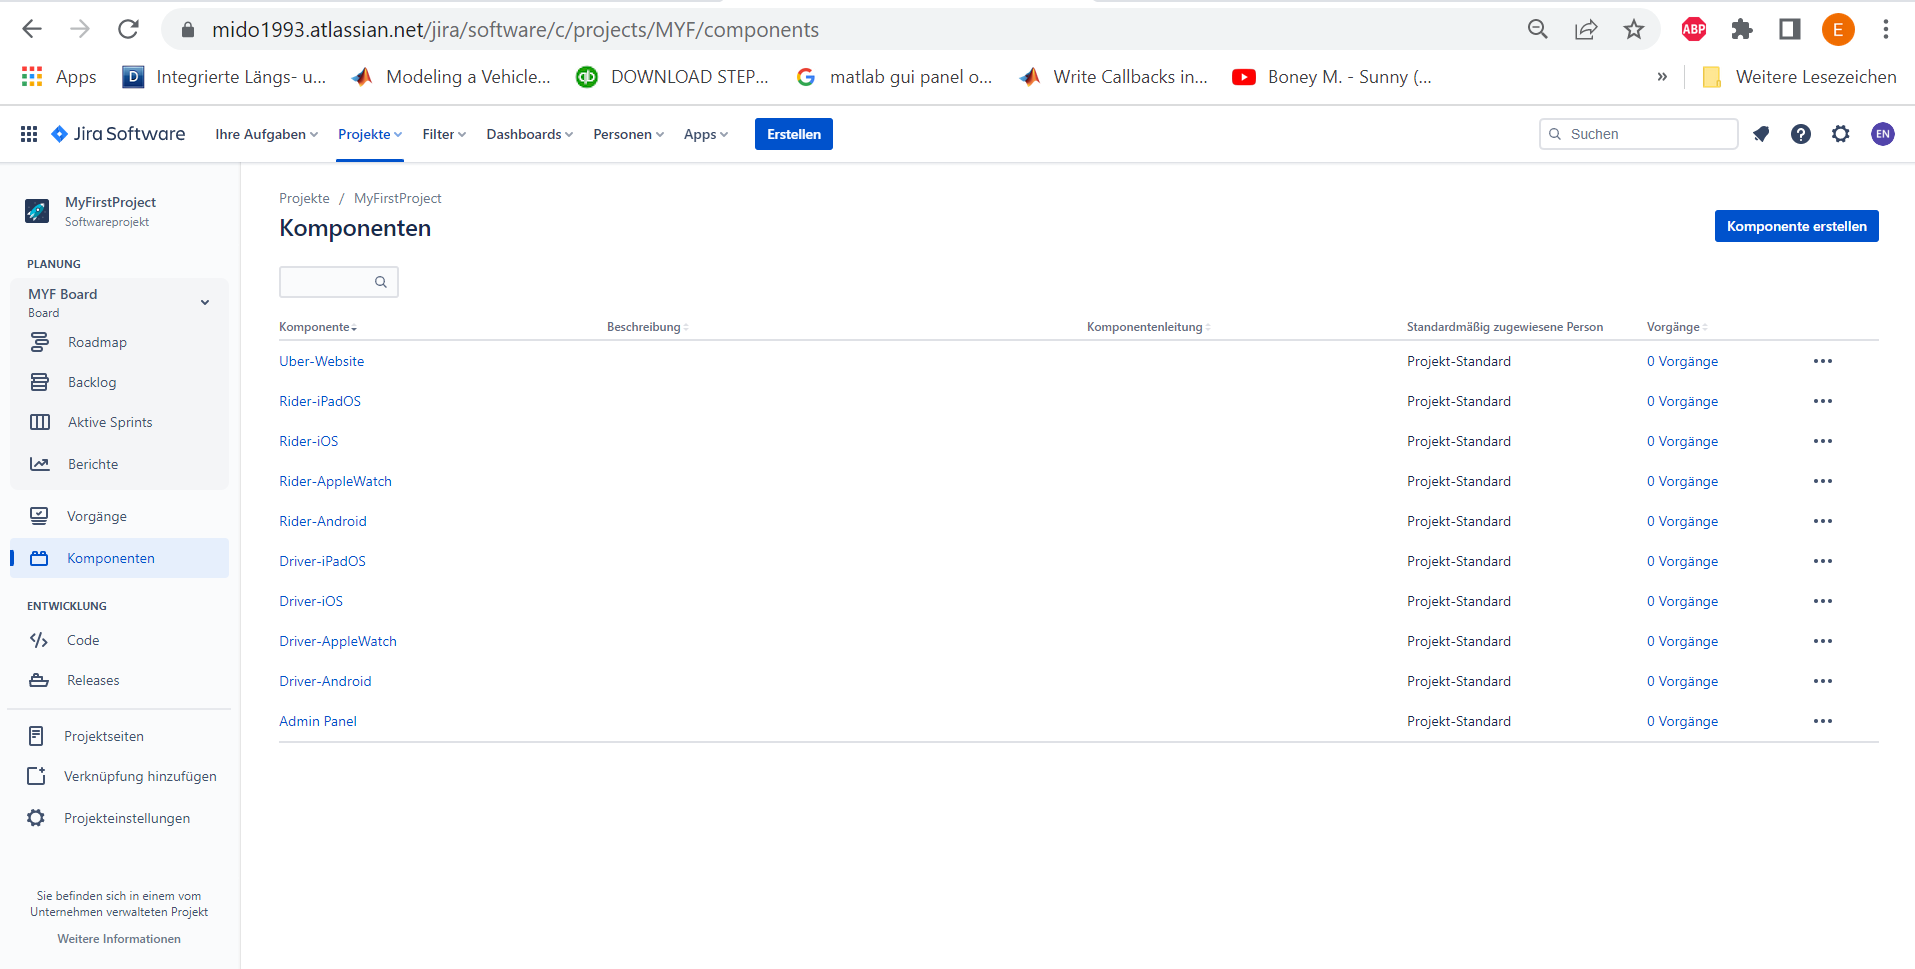 mido1993.atlassian.net/jira/software/c/projects/MYF/components
ABP
E
Apps
D
Integrierte Längs- u...
Modeling a Vehicle...
qb
DOWNLOAD STEP...
G
matlab gui panel o...
Write Callbacks in...
Boney M. - Sunny (...
»
Weitere Lesezeichen
Jira Software
Ihre Aufgaben
Projekte
Filter
Dashboards
Personen
Apps
Erstellen
Suchen
?
EN
MyFirstProject
Softwareprojekt
PLANUNG
MYF Board
Board
Roadmap
Backlog
Aktive Sprints
Berichte
Vorgänge
Komponenten
ENTWICKLUNG
Code
Releases
Projektseiten
Verknüpfung hinzufügen
Projekteinstellungen
Sie befinden sich in einem vom
Unternehmen verwalteten Projekt
Weitere Informationen
Projekte / MyFirstProject
Komponenten
Komponente erstellen
Komponente Beschreibung Komponentenleitung Standardmäßig zugewiesene Person Vorgänge
Uber-Website Projekt-Standard 0 Vorgänge
Rider-iPadOS Projekt-Standard 0 Vorgänge
Rider-iOS Projekt-Standard 0 Vorgänge
Rider-AppleWatch Projekt-Standard 0 Vorgänge
Rider-Android Projekt-Standard 0 Vorgänge
Driver-iPadOS Projekt-Standard 0 Vorgänge
Driver-iOS Projekt-Standard 0 Vorgänge
Driver-AppleWatch Projekt-Standard 0 Vorgänge
Driver-Android Projekt-Standard 0 Vorgänge
Admin Panel Projekt-Standard 0 Vorgänge